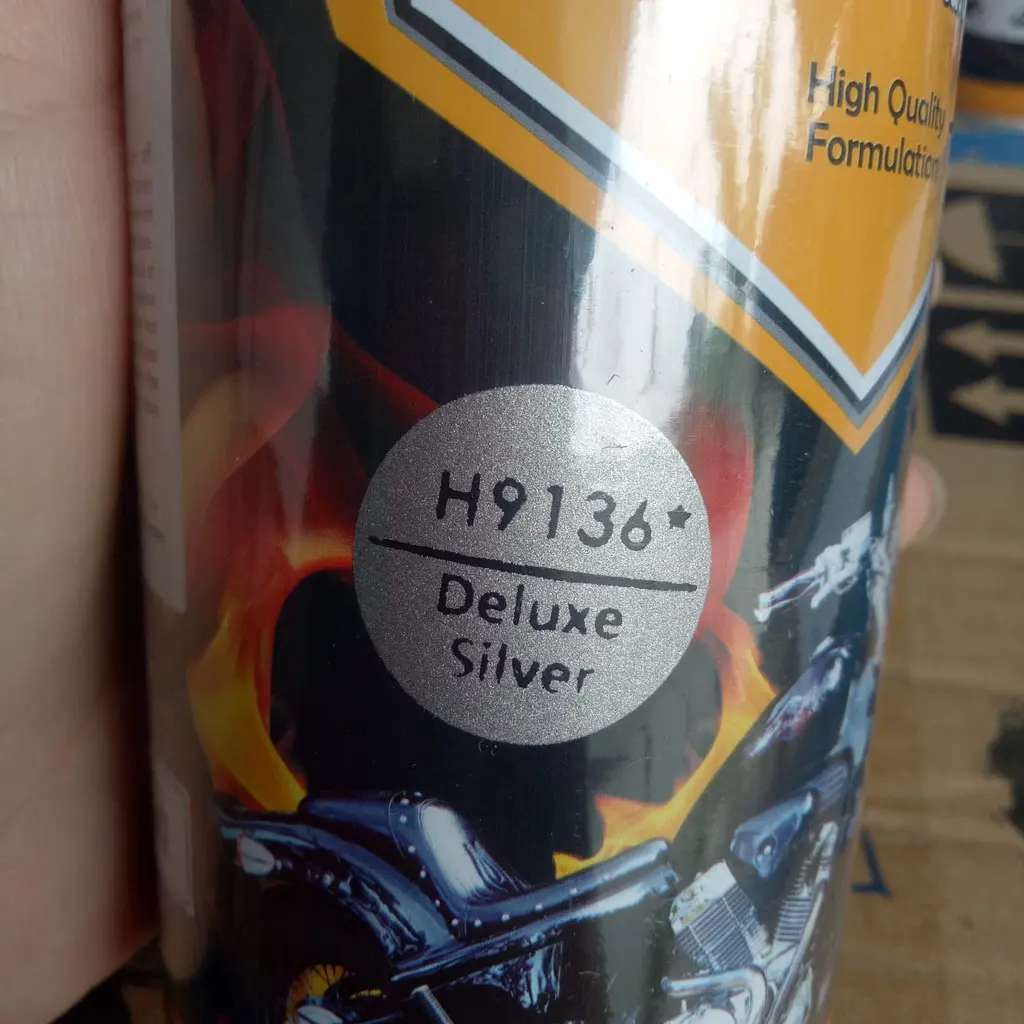 High Quality
Formulation
H9136*
Deluxe
Silver